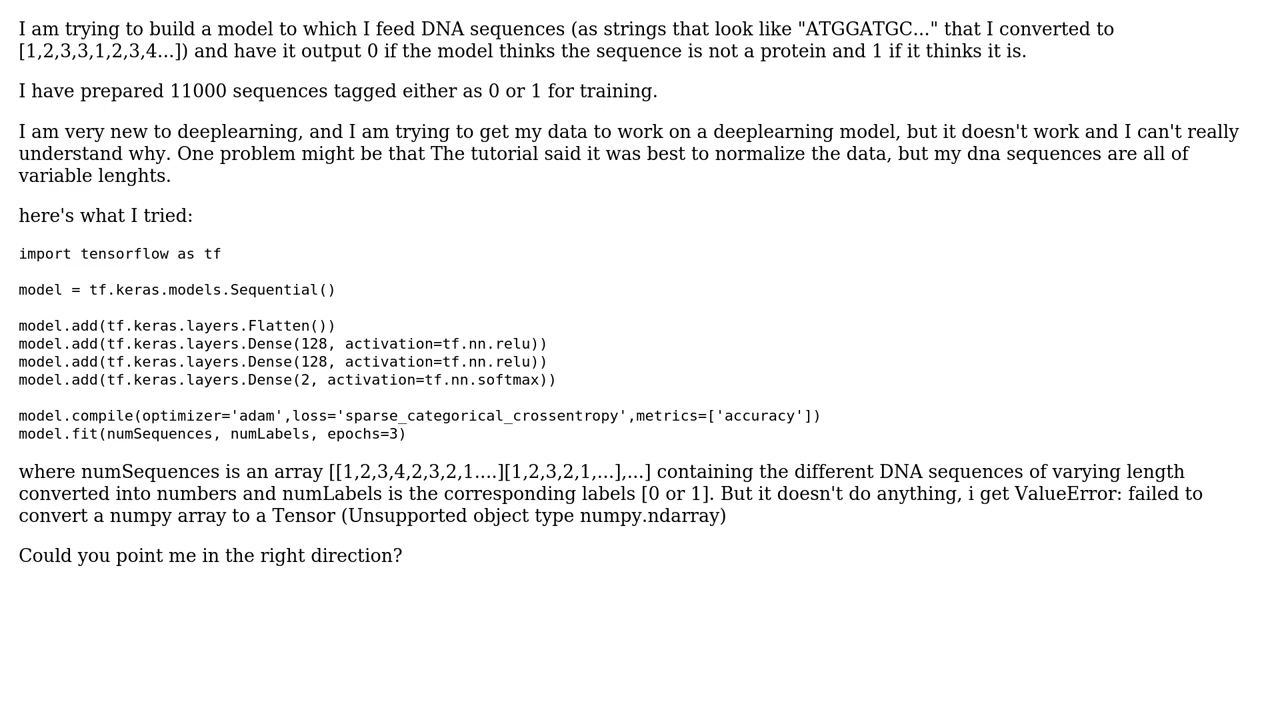 I am trying to build a model to which I feed DNA sequences (as strings that look like "ATGGATGC..." that I converted to
[1,2,3,3,1,2,3,4...]) and have it output 0 if the model thinks the sequence is not a protein and 1 if it thinks it is.
I have prepared 11000 sequences tagged either as 0 or 1 for training.
I am very new to deeplearning, and I am trying to get my data to work on a deeplearning model, but it doesn't work and I can't really
understand why. One problem might be that The tutorial said it was best to normalize the data, but my dna sequences are all of
variable lenghts.
here's what I tried:
import tensorflow as tf
model = tf.keras.models.Sequential()
model.add(tf.keras.layers.Flatten())
model.add(tf.keras.layers.Dense(128, activation=tf.nn.relu))
model.add(tf.keras.layers.Dense(128, activation=tf.nn.relu))
model.add(tf.keras.layers.Dense(2, activation=tf.nn.softmax))
model.compile(optimizer='adam',loss='sparse_categorical_crossentropy',metrics=['accuracy'])
model.fit(numSequences, numLabels, epochs=3)
where numSequences is an array [[1,2,3,4,2,3,2,1....][1,2,3,2,1,...],...] containing the different DNA sequences of varying length
converted into numbers and numLabels is the corresponding labels [0 or 1]. But it doesn't do anything, i get ValueError: failed to
convert a numpy array to a Tensor (Unsupported object type numpy.ndarray)
Could you point me in the right direction?